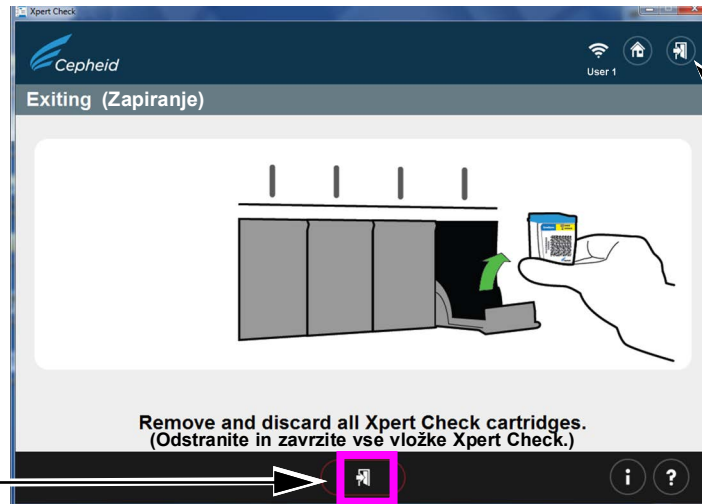 Xpert Check
Cepheid
User 1
Exiting (Zapiranje)
Remove and discard all Xpert Check cartridges.
(Odstranite in zavrzite vse vložke Xpert Check.)
i ?